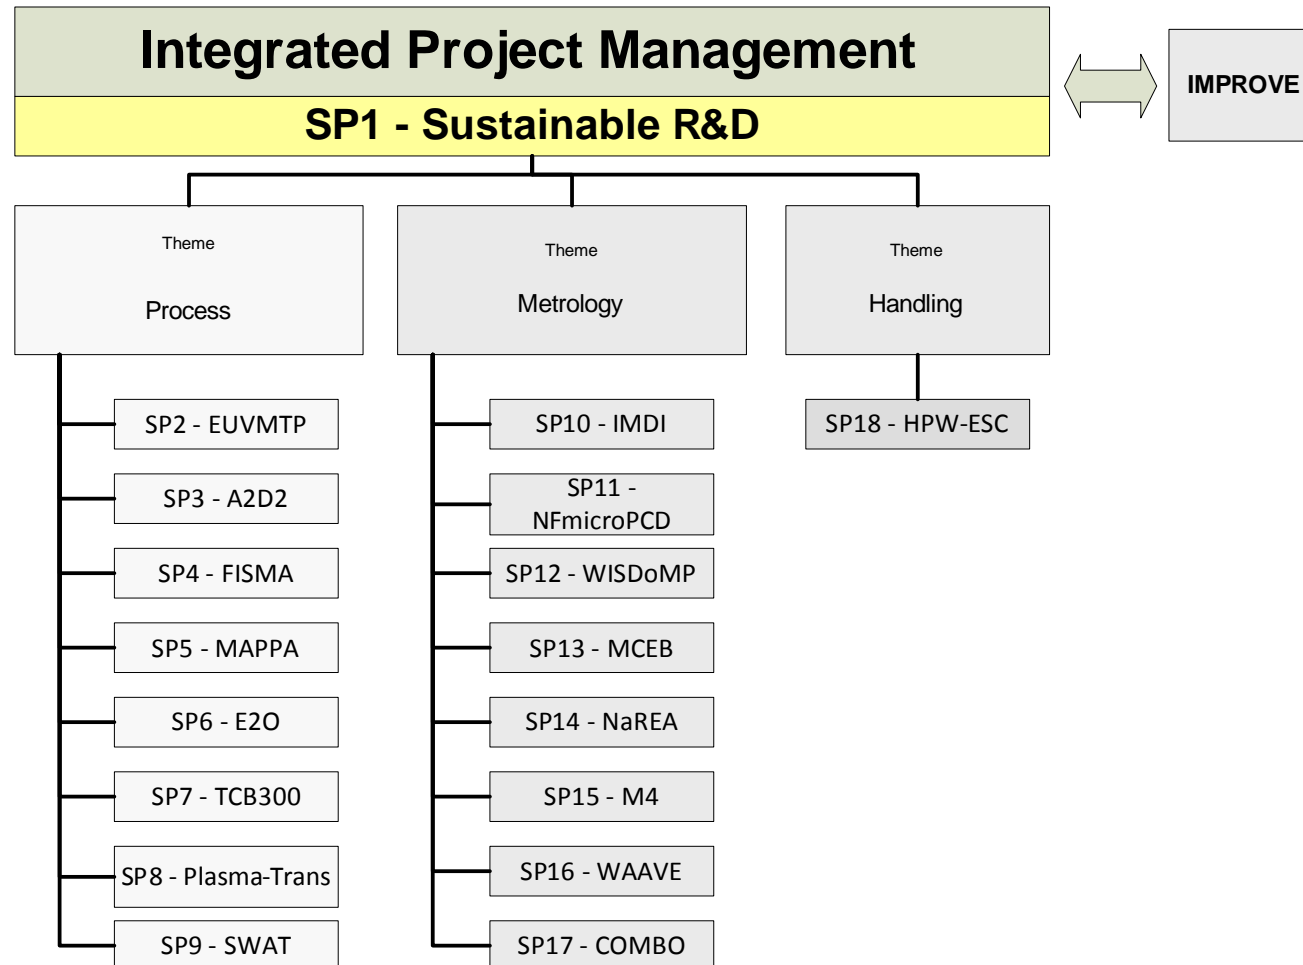 Integrated Project Management
IMPROVE
SP1 - Sustainable R&D
Theme
Process
Theme
Metrology
Theme
Handling
SP2 - EUVMTP
SP3 - A2D2
SP4 - FISMA
SP5 - MAPPA
SP6 - E2O
SP7 - TCB300
SP8 - Plasma-Trans
SP9 - SWAT
SP10 - IMDI
SP11 -
NFmicroPCD
SP12 - WISDoMP
SP13 - MCEB
SP14 - NaREA
SP15 - M4
SP16 - WAAVE
SP17 - COMBO
SP18 - HPW-ESC